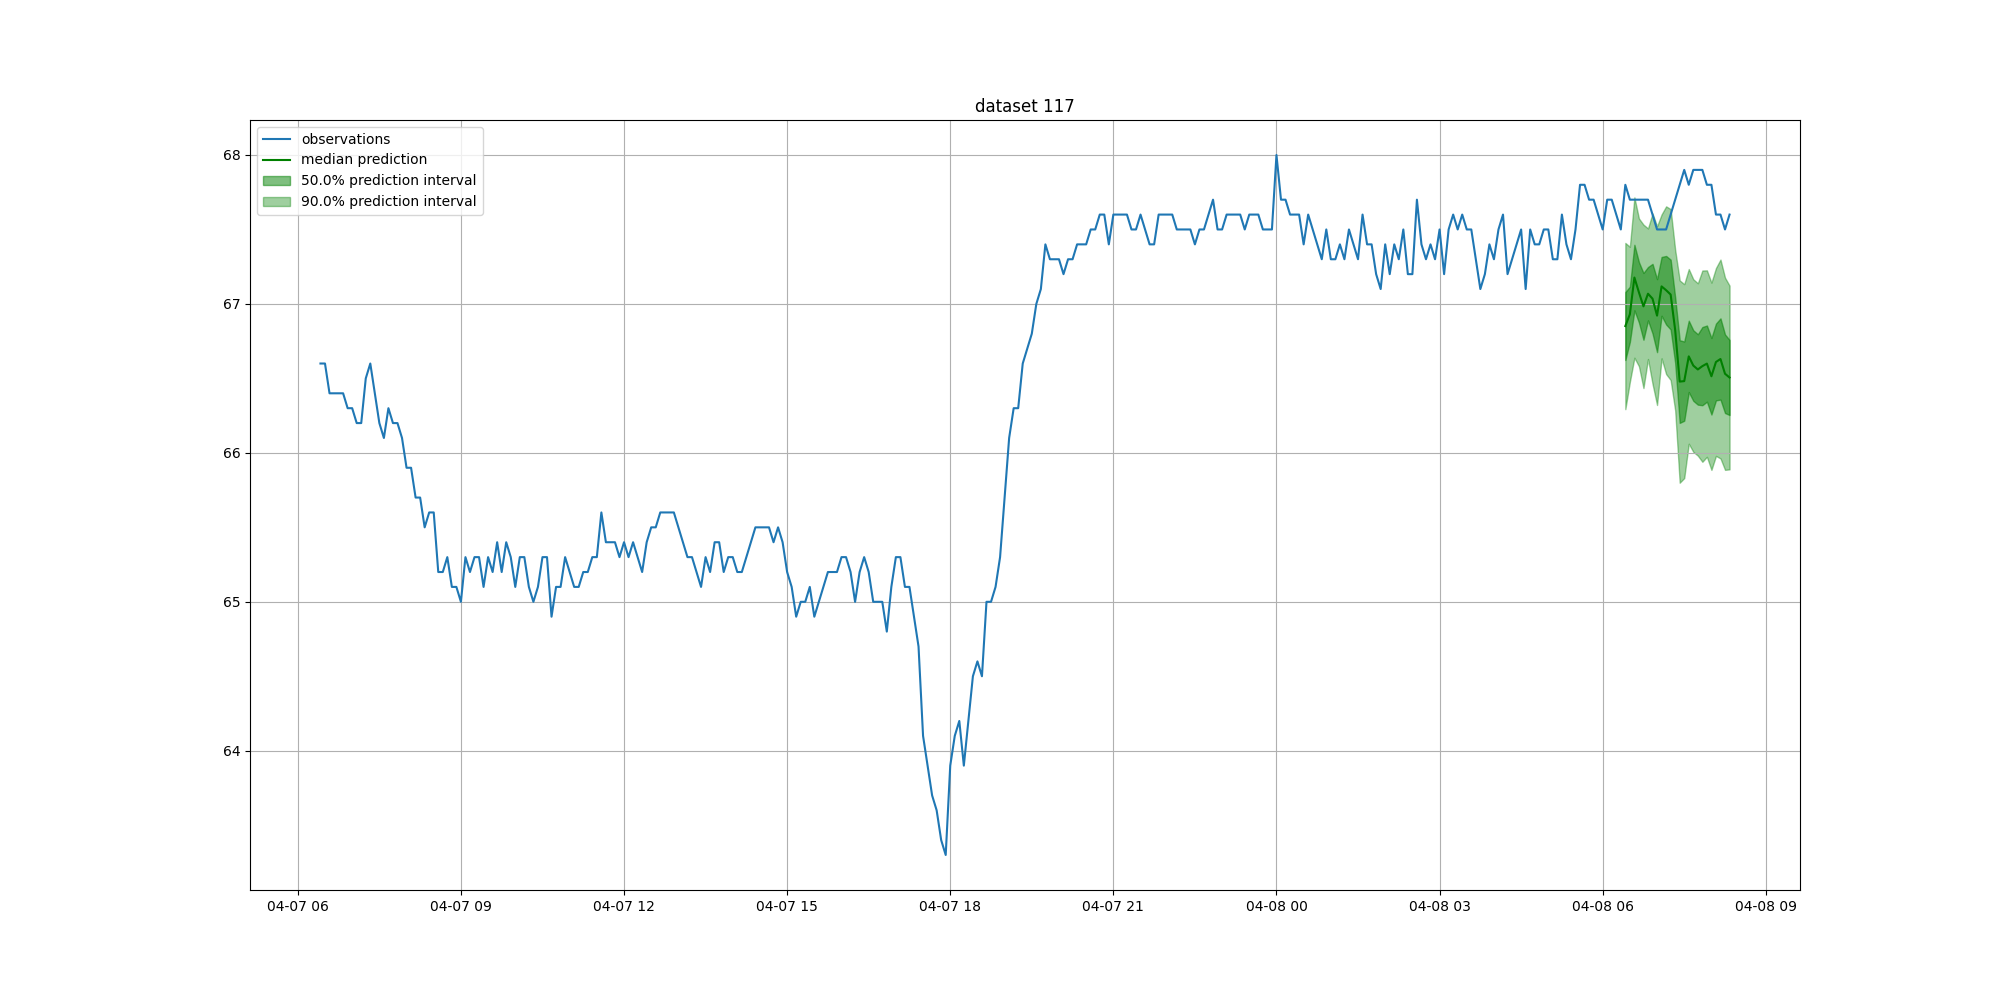 dataset 117
observations
median prediction
50.0% prediction interval
90.0% prediction interval
68
67
66
65
64
04-07 06 04-07 09 04-07 12 04-07 15 04-07 18 04-07 21 04-08 00 04-08 03 04-08 06 04-08 09